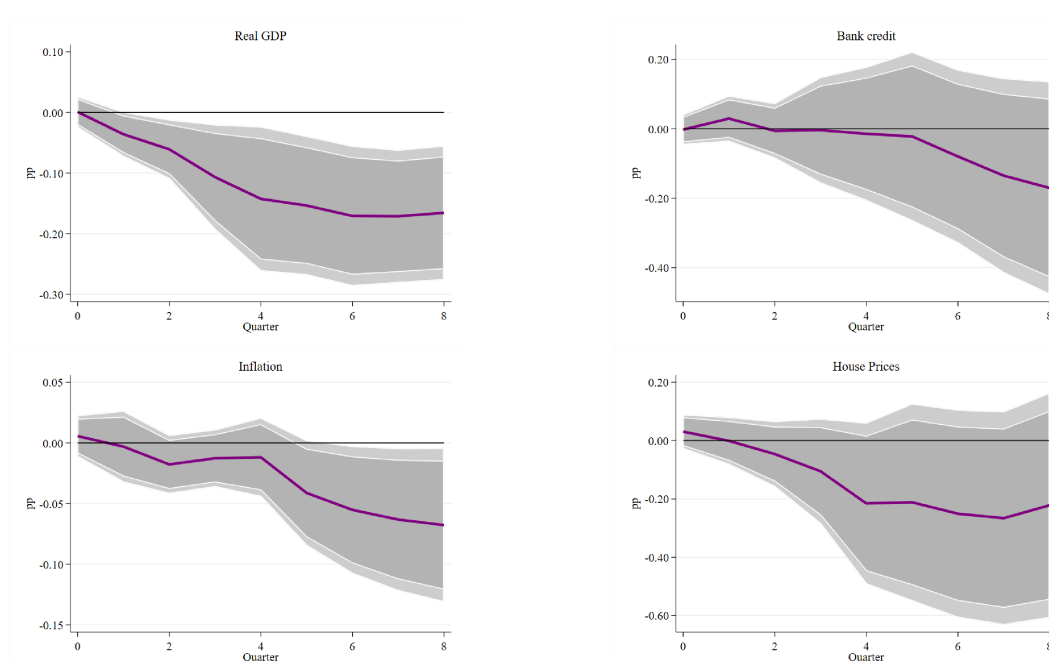 Real GDP
0.10
0.00
-0.10
-0.20
-0.30
pp
0 2 4 6 8
Quarter
Bank credit
0.20
0.00
-0.20
-0.40
pp
0 2 4 6 8
Quarter
Inflation
0.05
0.00
-0.05
-0.10
-0.15
pp
0 2 4 6 8
Quarter
House Prices
0.20
0.00
-0.20
-0.40
-0.60
pp
0 2 4 6 8
Quarter